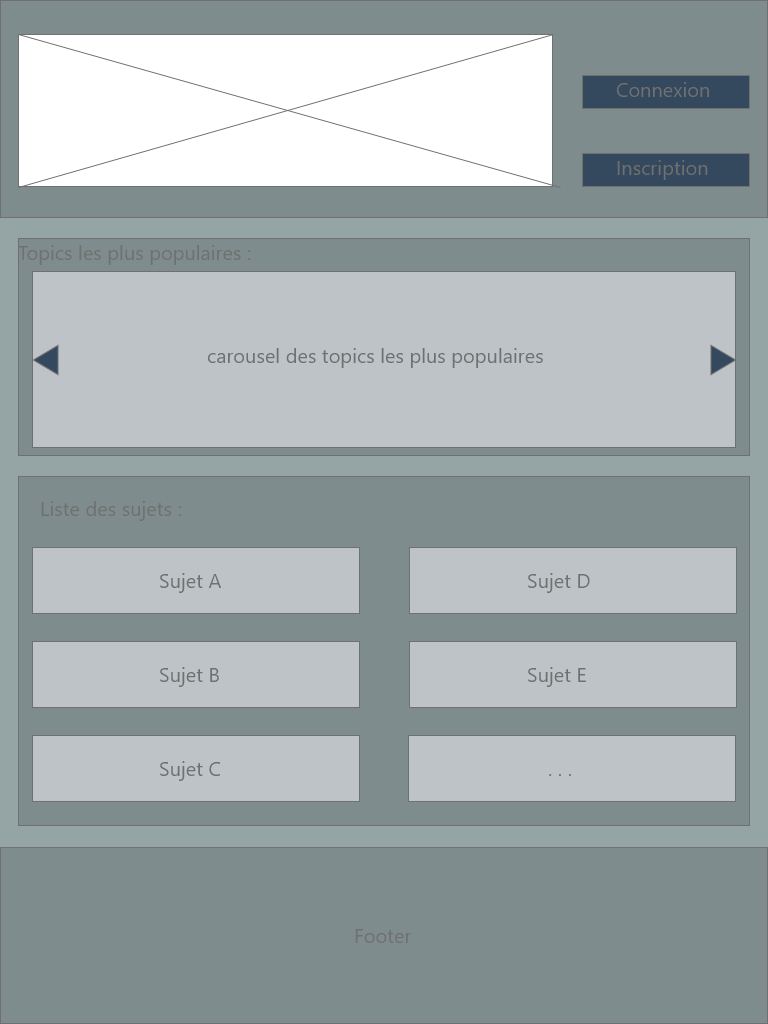 Connexion
Inscription
Topics les plus populaires :
carousel des topics les plus populaires
Liste des sujets :
Sujet A
Sujet D
Sujet B
Sujet E
Sujet C
. . .
Footer